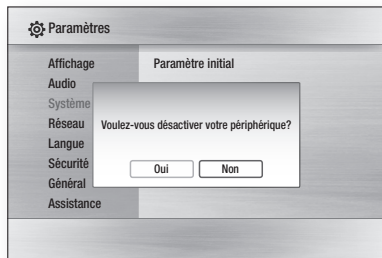 Paramètres
Affichage
Paramètre initial
Audio
Système
Réseau
Langue
Sécurité
Général
Assistance
Voulez-vous désactiver votre périphérique?
Oui
Non